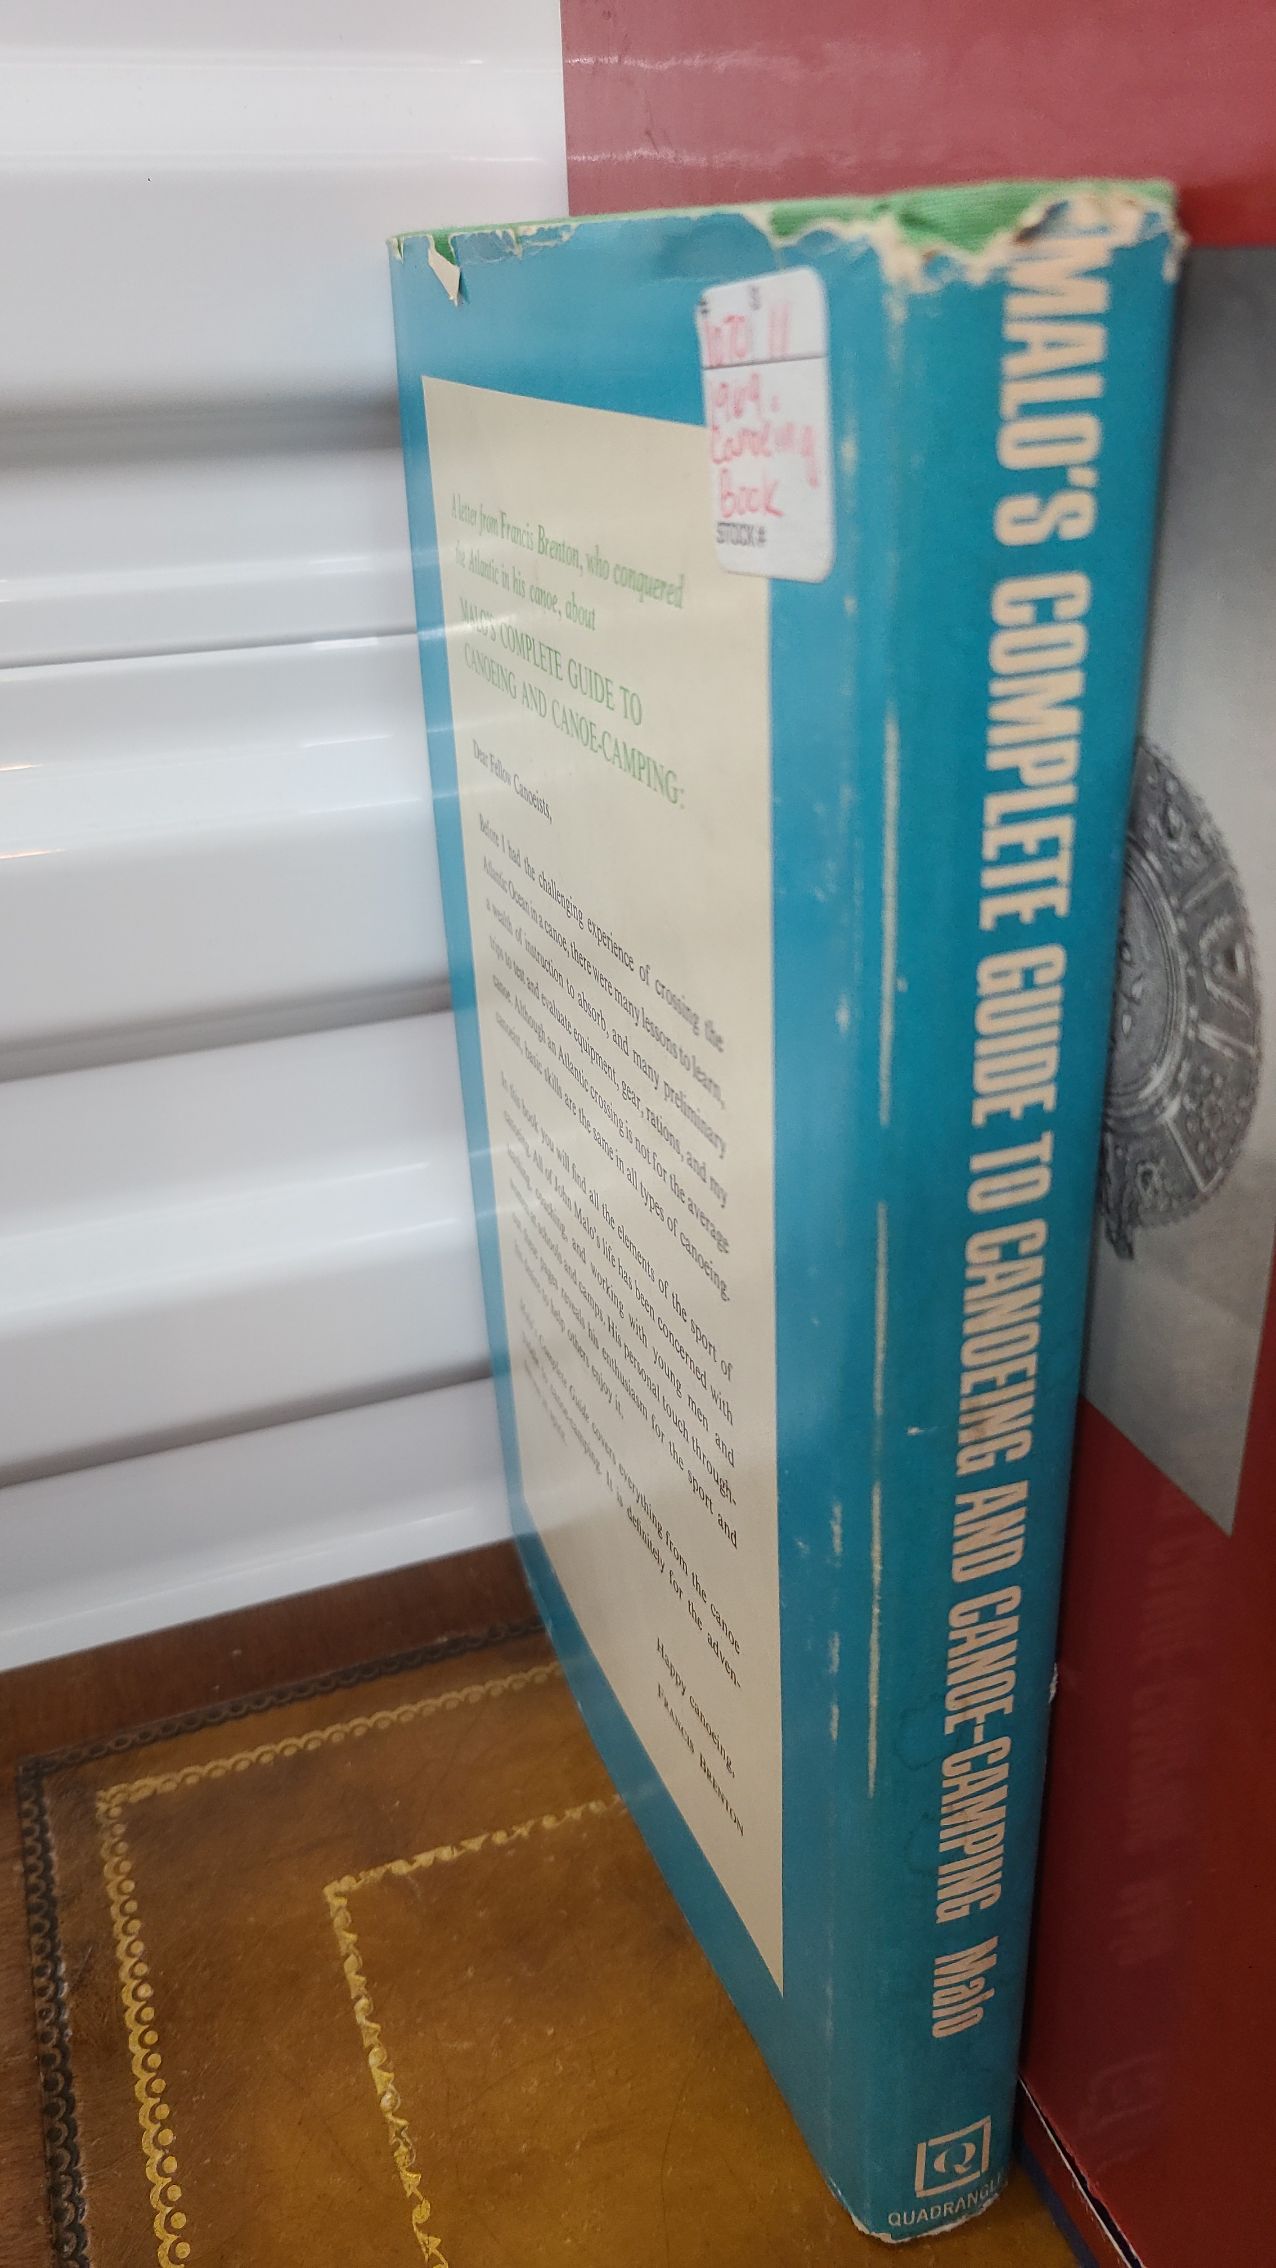 A letter from Francis Brenton, who conquered
the Atlantic in his canoe, about
MALO'S COMPLETE GUIDE TO
CANOEING AND CANOE-CAMPING:
Dear Fellow Canoeists,
Before I had the challenging experience of crossing the
Atlantic Ocean in a canoe, there were many lessons to learn,
a wealth of instruction to absorb, and many preliminary
trips to test and evaluate equipment, gear, rations, and my
canoe. Although an Atlantic crossing is not for the average
canoeist, basic skills are the same in all types of canoeing.
In this book you will find all the elements of the sport of
canoeing. All of John Malo's life has been concerned with
teaching, coaching, and working with young men and
women at schools and camps. His personal touch through-
out these pages reveals his enthusiasm for the sport and
his desire to help others enjoy it.
Malo's Complete Guide covers everything from the canoe
to canoe-camping. It is definitely for the adven-
Happy canoeing,
FRANCIS BRENTON
11
1969.
Canoeing
Book
STOCK#
MALO'S COMPLETE GUIDE TO CANOEING AND CANOE-CAMPING Malo
Q
QUADRANGLE